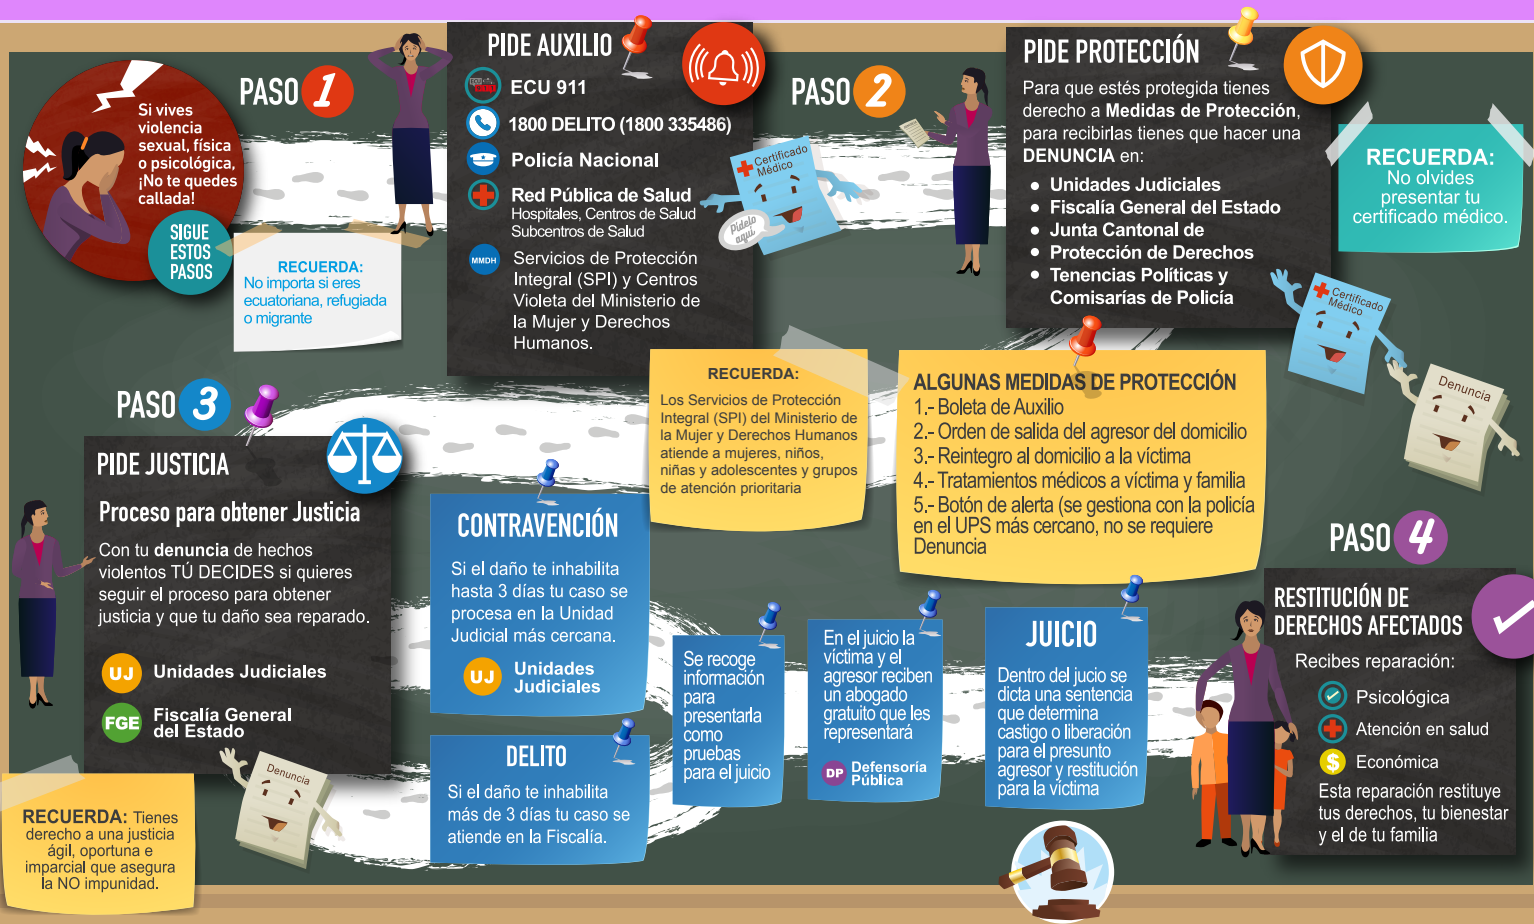 Si vives
violencia
sexual, física
o psicológica,
¡No te quedes
callada!
SIGUE
ESTOS
PASOS
PASO 1
RECUERDA:
No importa si eres
ecuatoriana, refugiada
o migrante
PIDE AUXILIO
ECU 911
1800 DELITO (1800 335486)
Policía Nacional
Red Pública de Salud
Hospitales, Centros de Salud
Subcentros de Salud
MMDH
Servicios de Protección
Integral (SPI) y Centros
Violeta del Ministerio de
la Mujer y Derechos
Humanos.
Certificado
Médico
Pídelo
aquí
RECUERDA:
Los Servicios de Protección
Integral (SPI) del Ministerio de
la Mujer y Derechos Humanos
atiende a mujeres, niños,
niñas y adolescentes y grupos
de atención prioritaria
PASO 2
PIDE PROTECCIÓN
Para que estés protegida tienes
derecho a Medidas de Protección,
para recibirlas tienes que hacer una
DENUNCIA en:
• Unidades Judiciales
• Fiscalía General del Estado
• Junta Cantonal de
• Protección de Derechos
• Tenencias Políticas y
Comisarías de Policía
RECUERDA:
No olvides
presentar tu
certificado médico.
Certificado
Médico
Denuncia
ALGUNAS MEDIDAS DE PROTECCIÓN
1.- Boleta de Auxilio
2.- Orden de salida del agresor del domicilio
3.- Reintegro al domicilio a la víctima
4.- Tratamientos médicos a víctima y familia
5.- Botón de alerta (se gestiona con la policía
en el UPS más cercano, no se requiere
Denuncia
PASO 3
PIDE JUSTICIA
Proceso para obtener Justicia
Con tu denuncia de hechos
violentos TÚ DECIDES si quieres
seguir el proceso para obtener
justicia y que tu daño sea reparado.
UJ Unidades Judiciales
FGE Fiscalía General
del Estado
Denuncia
RECUERDA: Tienes
derecho a una justicia
ágil, oportuna e
imparcial que asegura
la NO impunidad.
CONTRAVENCIÓN
Si el daño te inhabilita
hasta 3 días tu caso se
procesa en la Unidad
Judicial más cercana.
UJ Unidades
Judiciales
DELITO
Si el daño te inhabilita
más de 3 días tu caso se
atiende en la Fiscalía.
Se recoge
información
para
presentarla
como
pruebas
para el juicio
En el juicio la
víctima y el
agresor reciben
un abogado
gratuito que les
representará
DP Defensoría
Pública
JUICIO
Dentro del jucio se
dicta una sentencia
que determina
castigo o liberación
para el presunto
agresor y restitución
para la víctima
PASO 4
RESTITUCIÓN DE
DERECHOS AFECTADOS
Recibes reparación:
Psicológica
Atención en salud
$ Económica
Esta reparación restituye
tus derechos, tu bienestar
y el de tu familia